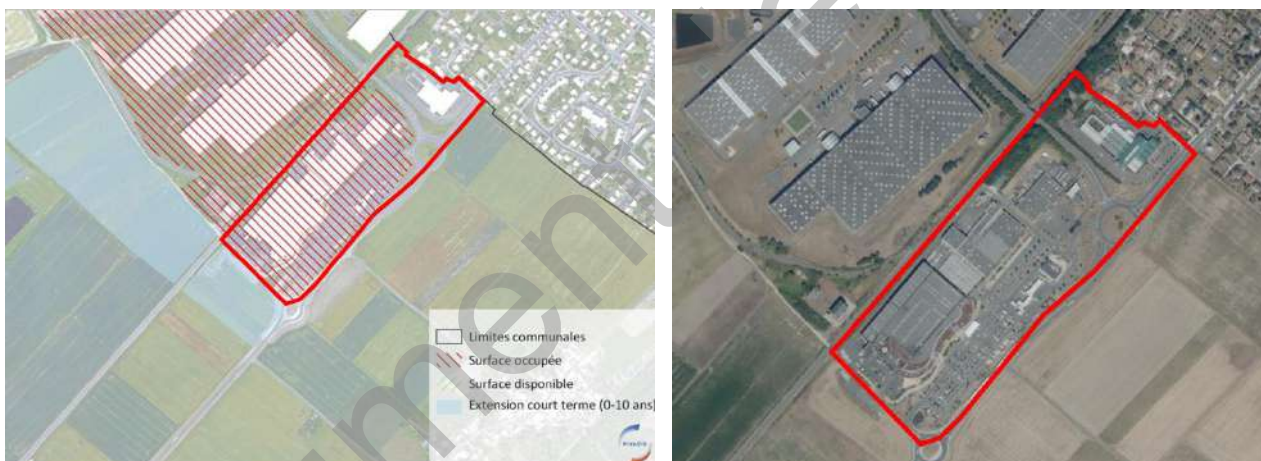 Limites communales
Surface occupée
Surface disponible
Extension court terme (0-10 ans)